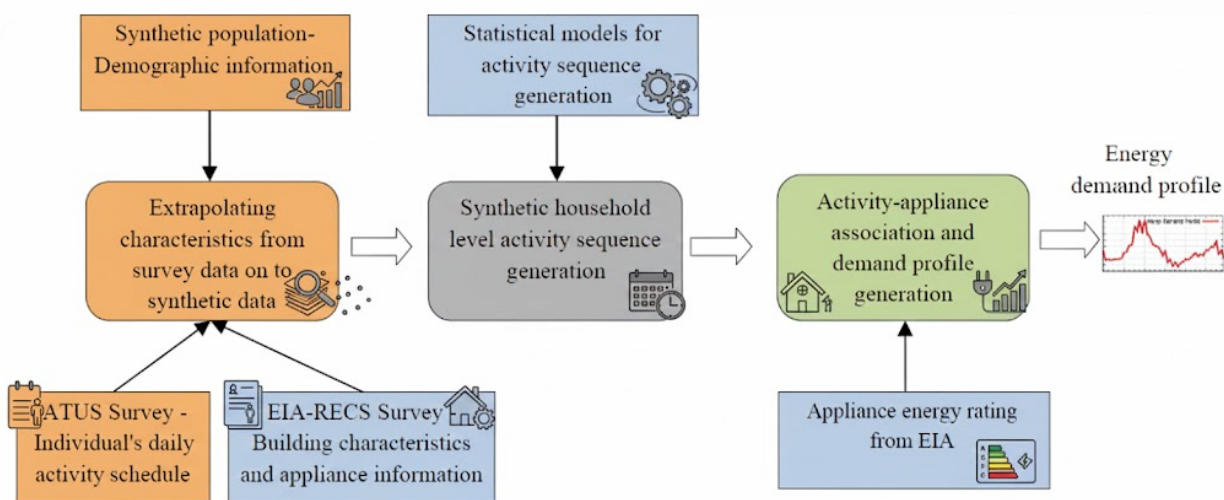 Synthetic population-
Demographic information
Statistical models for
activity sequence
generation
Extrapolating
characteristics from
survey data on to
synthetic data
Synthetic household
level activity sequence
generation
Activity-appliance
association and
demand profile
generation
Energy
demand profile
ATUS Survey -
Individual's daily
activity schedule
EIA-RECS Survey
Building characteristics
and appliance information
Appliance energy rating
from EIA